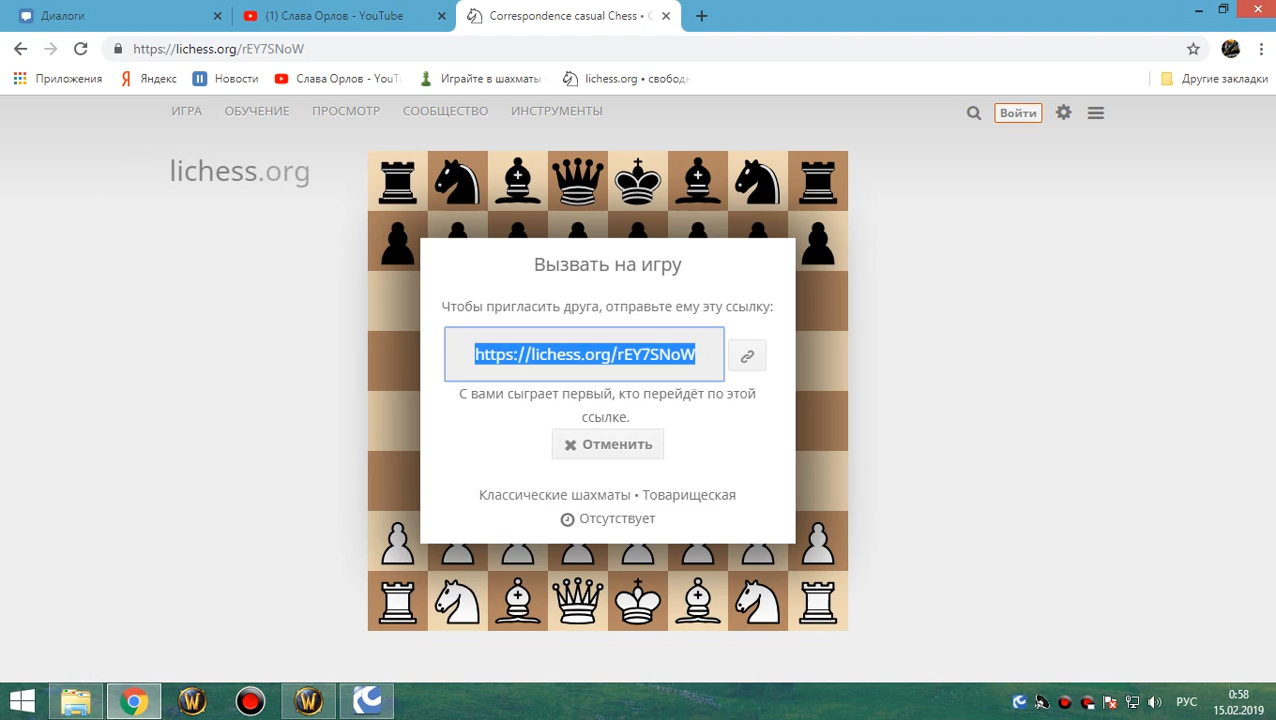 Диалоги
(1) Слава Орлов - YouTube
Correspondence casual Chess •
https://lichess.org/rEY7SNoW
Приложения
Яндекс
Новости
Слава Орлов - YouT
Играйте в шахматы
lichess.org • свобод
Другие закладки
ИГРА
ОБУЧЕНИЕ
ПРОСМОТР
СООБЩЕСТВО
ИНСТРУМЕНТЫ
Войти
lichess.org
Вызвать на игру
Чтобы пригласить друга, отправьте ему эту ссылку:
https://lichess.org/rEY7SNoW
С вами сыграет первый, кто перейдёт по этой
ссылке.
Отменить
Классические шахматы • Товарищеская
Отсутствует
РУС
0:58
15.02.2019